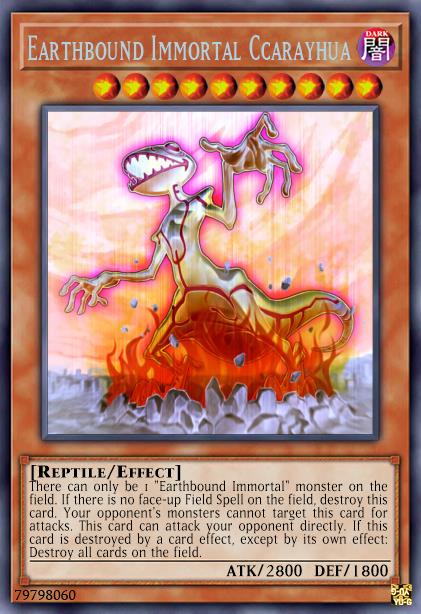 Earthbound Immortal Ccarayhua
DARK
闇
[Reptile/Effect]
There can only be 1 "Earthbound Immortal" monster on the
field. If there is no face-up Field Spell on the field, destroy this
card. Your opponent's monsters cannot target this card for
attacks. This card can attack your opponent directly. If this
card is destroyed by a card effect, except by its own effect:
Destroy all cards on the field.
ATK/2800 DEF/1800
79798060